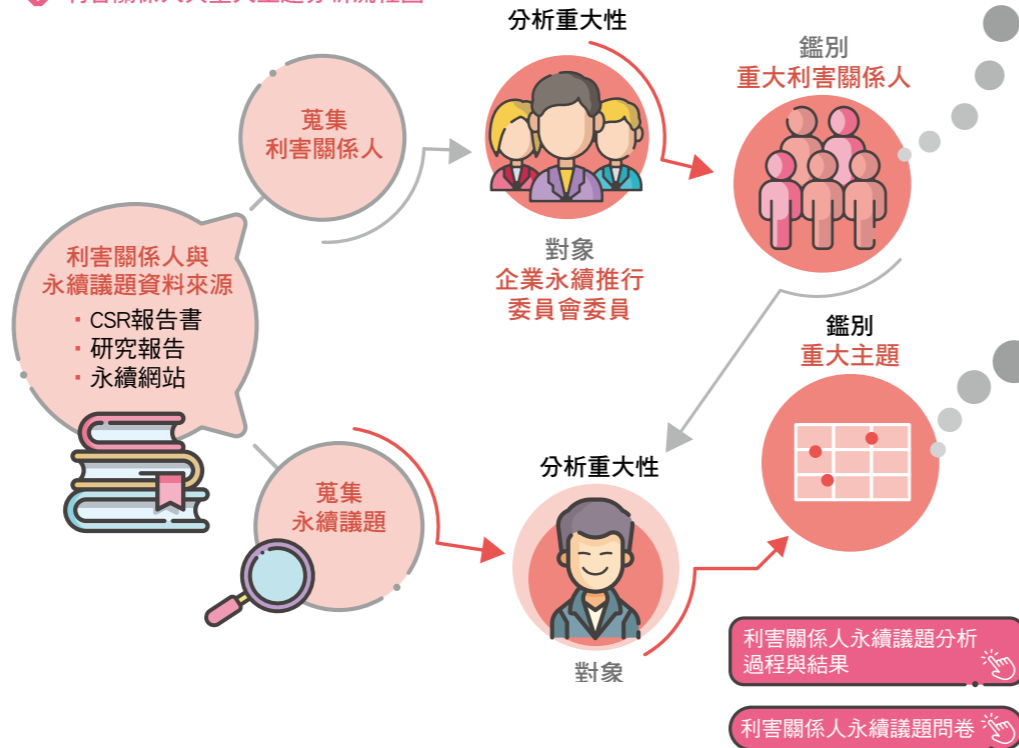 分析重大性
鑑別
重大利害關係人
蒐集
利害關係人
利害關係人與
永續議題資料來源
· CSR報告書
· 研究報告
· 永續網站
對象
企業永續推行
委員會委員
鑑別
重大主題
分析重大性
蒐集
永續議題
對象
利害關係人永續議題分析
過程與結果
利害關係人永續議題問卷